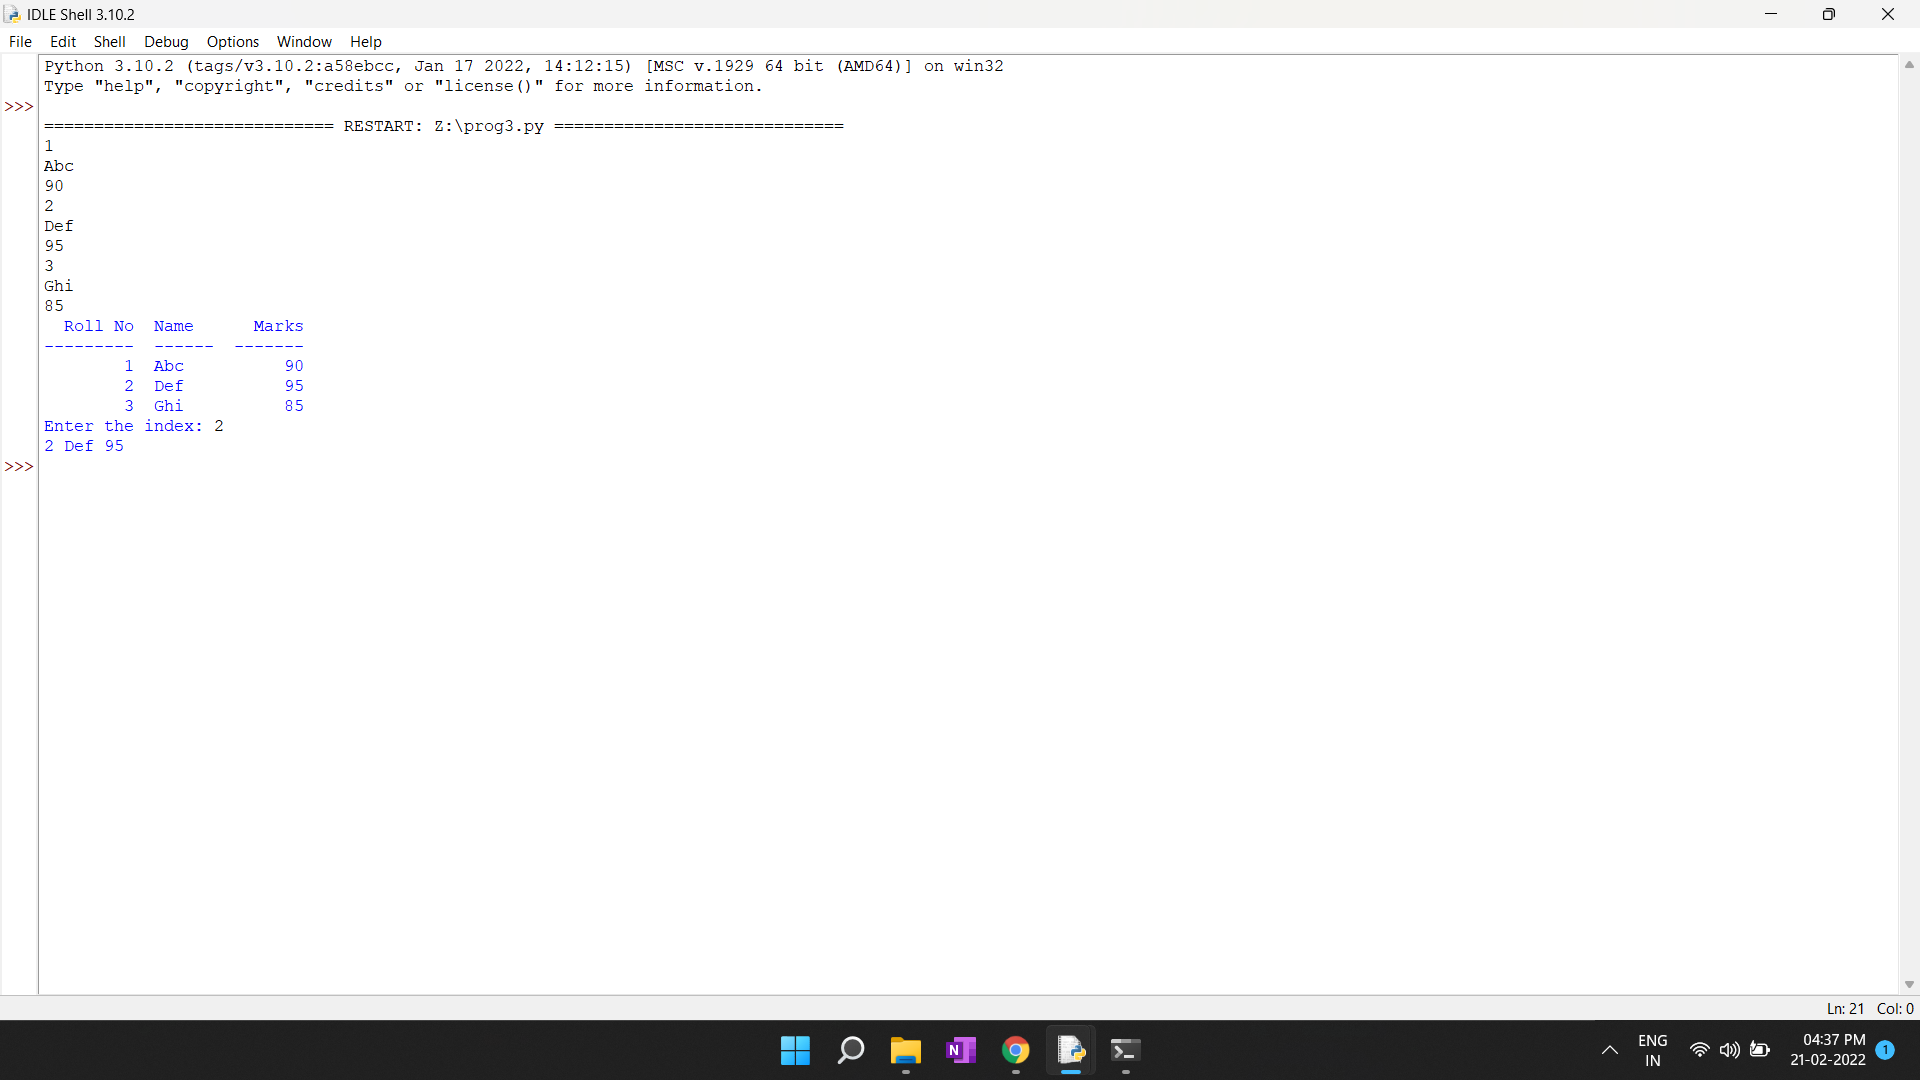 IDLE Shell 3.10.2
File Edit Shell Debug Options Window Help
Python 3.10.2 (tags/v3.10.2:a58ebcc, Jan 17 2022, 14:12:15) [MSC v.1929 64 bit (AMD64)] on win32
Type "help", "copyright", "credits" or "license()" for more information.
>>>
============================= RESTART: Z:\prog3.py =============================
1
Abc
90
2
Def
95
3
Ghi
85
  Roll No  Name      Marks
---------  ------  -------
        1  Abc          90
        2  Def          95
        3  Ghi          85
Enter the index: 2
2 Def 95
>>>
Ln: 21 Col: 0
N
ENG
IN
04:37 PM
21-02-2022
1